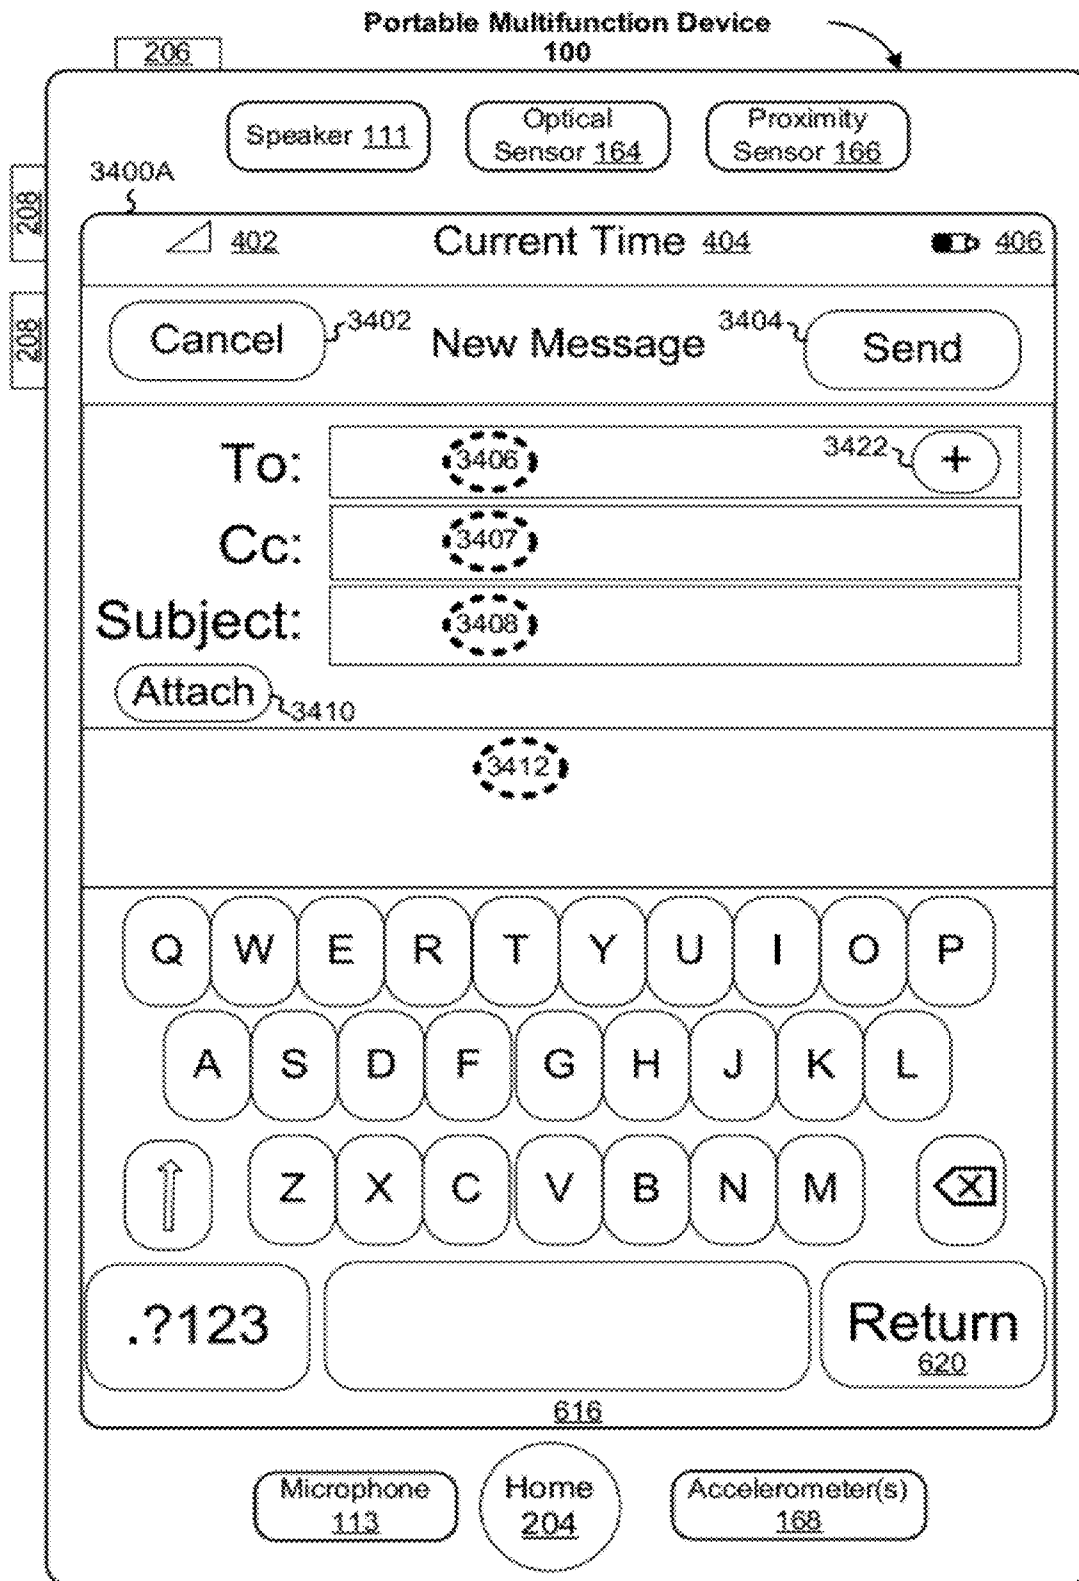 Portable Multifunction Device
100
206
Speaker 111
Optical
Sensor 164
Proximity
Sensor 166
3400A
208
402 Current Time 404 406
208
Cancel 3402 New Message 3404 Send
To: 3406 3422 +
Cc: 3407
Subject: 3408
Attach 3410
3412
Q W E R T Y U I O P
A S D F G H J K L
Z X C V B N M
.?123 Return
620
616
Microphone
113
Home
204
Accelerometer(s)
168